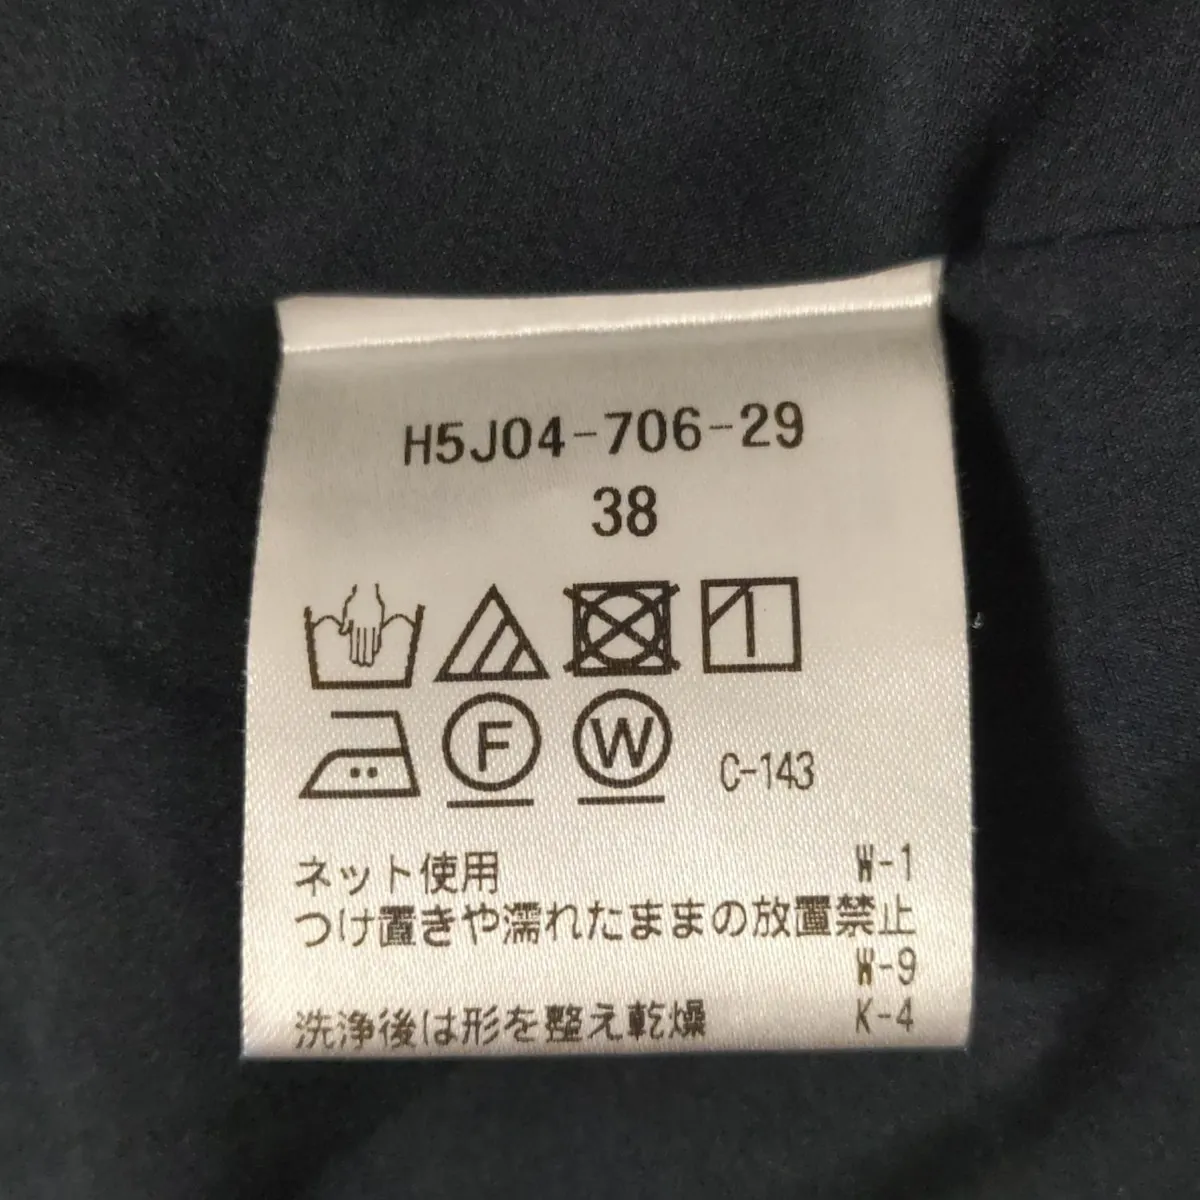 H5J04-706-29
38
F W C-143
ネット使用 W-1
つけ置きや濡れたままの放置禁止
W-9
洗浄後は形を整え乾燥 K-4